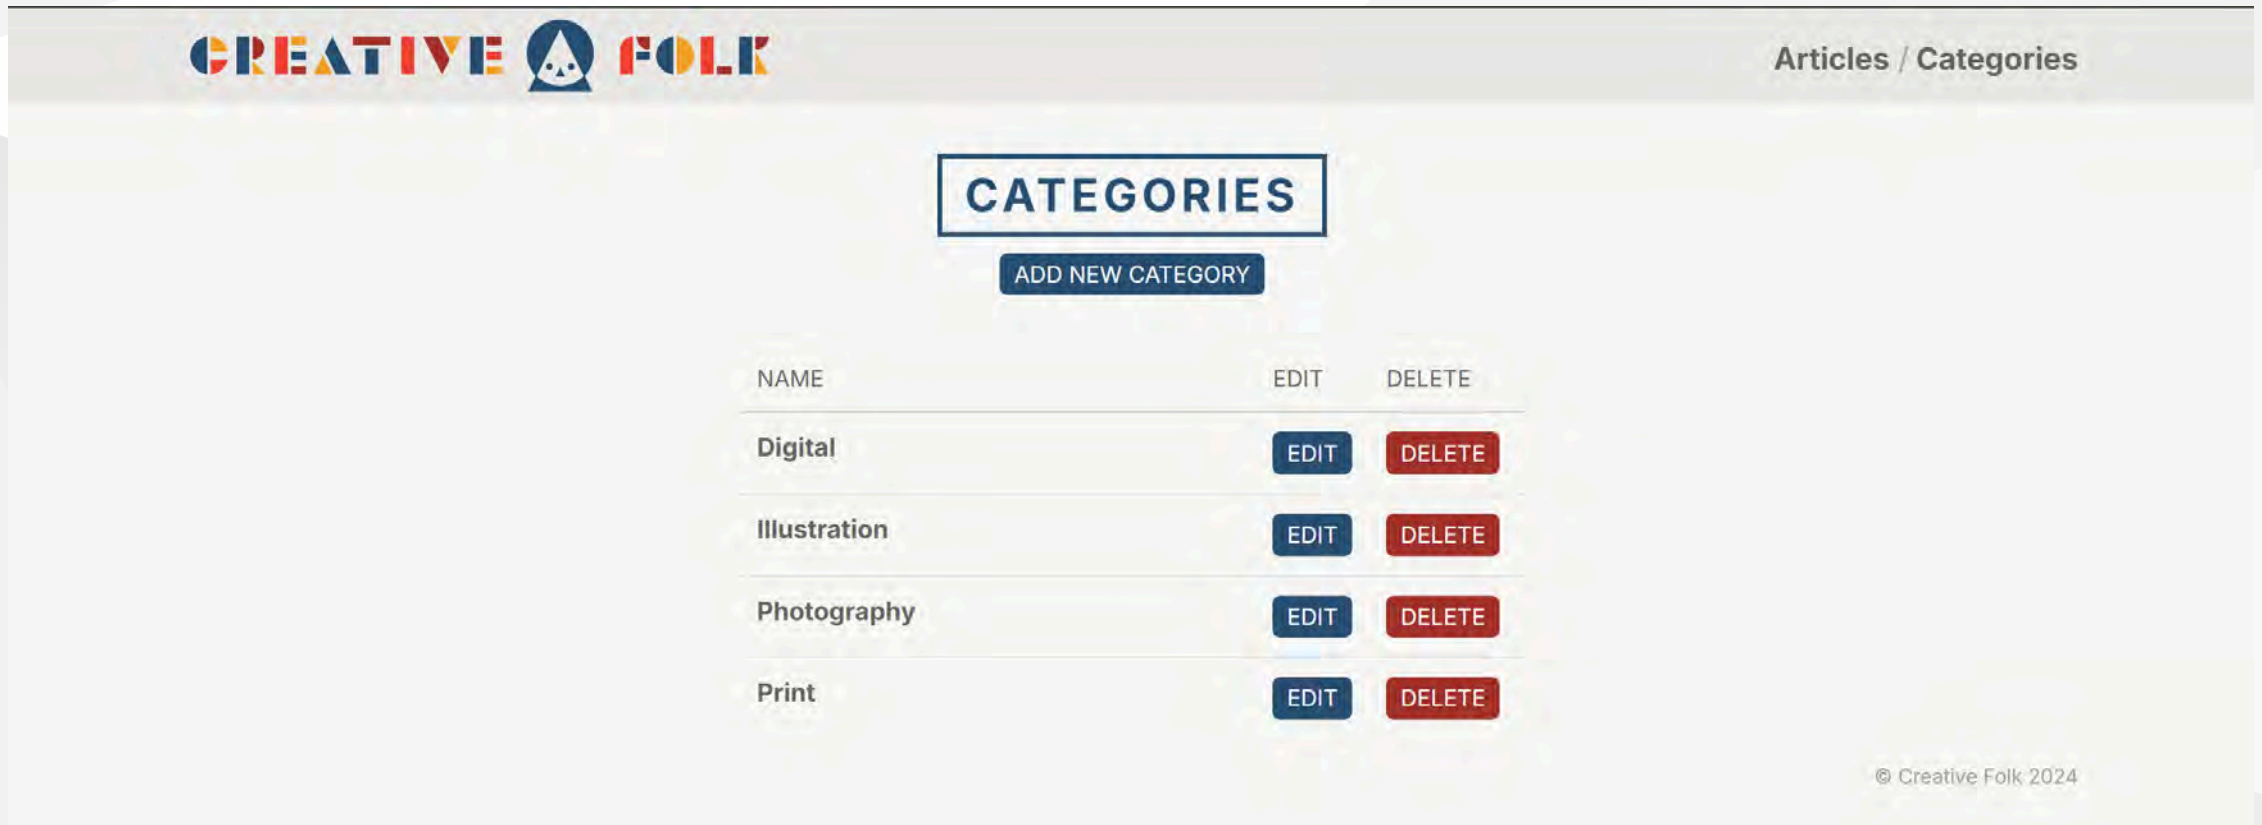 CREATIVE FOLK
Articles / Categories
CATEGORIES
ADD NEW CATEGORY
NAME EDIT DELETE
Digital EDIT DELETE
Illustration EDIT DELETE
Photography EDIT DELETE
Print EDIT DELETE
© Creative Folk 2024